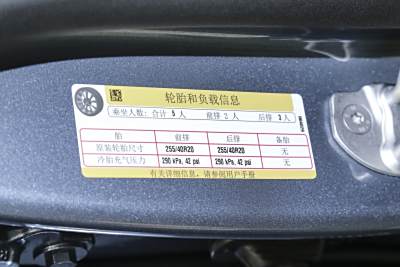 轮胎和负载信息
乘坐人数: 合计 5 人 前排 2 人 后排 3 人
胎 前排 后排 备胎
原装轮胎尺寸 255/40R20 255/40R20 无
冷胎充气压力 290 kPa, 42 psi 290 kPa, 42 psi 无
有关详细信息, 请参阅用户手册